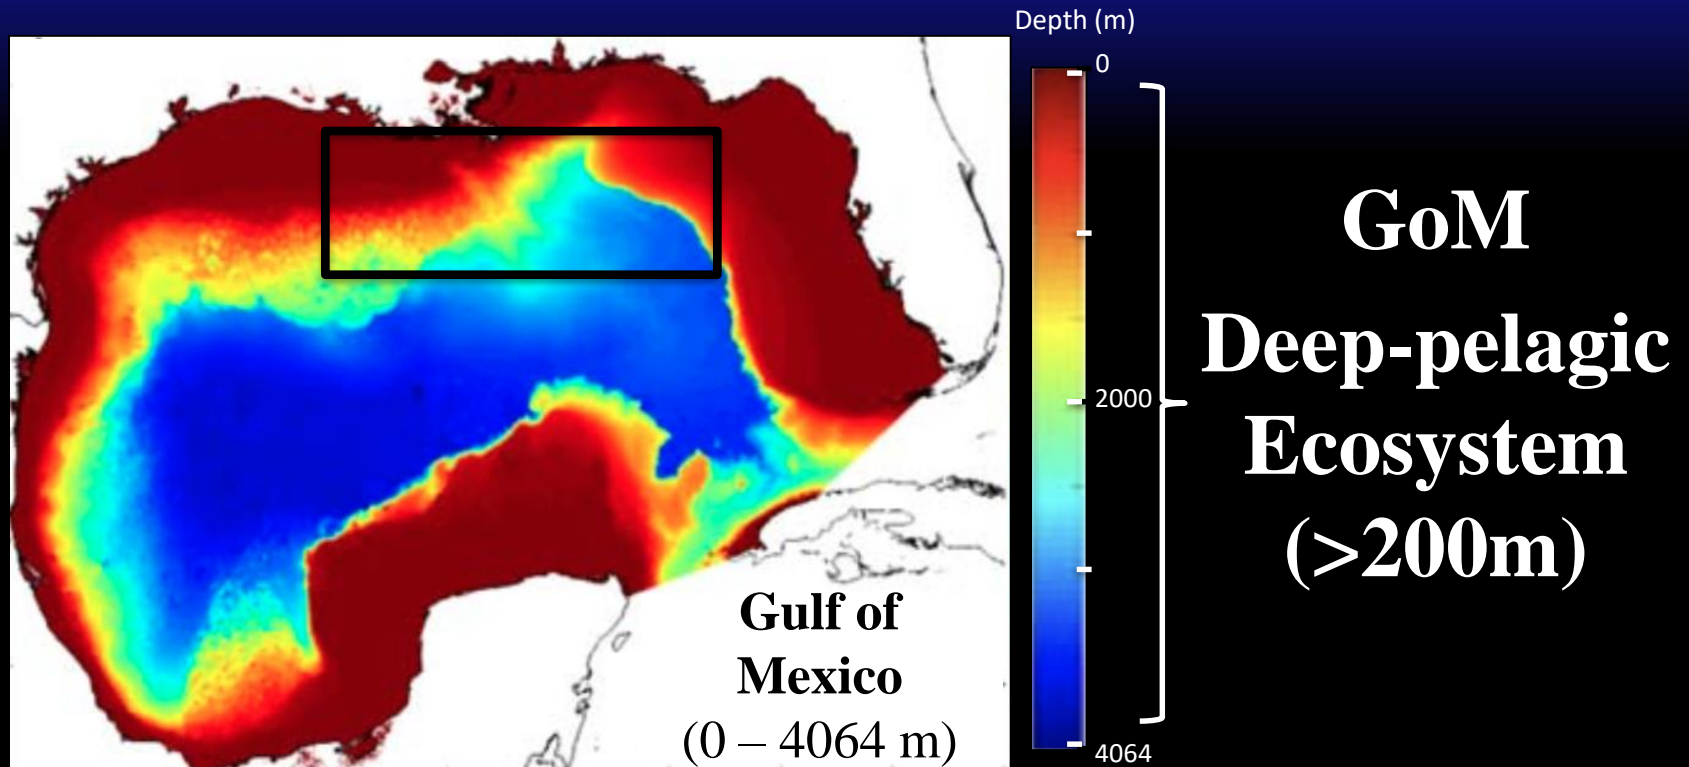 Depth (m)
0
2000
4064
GoM
Deep-pelagic
Ecosystem
(>200m)
Gulf of
Mexico
(0 – 4064 m)